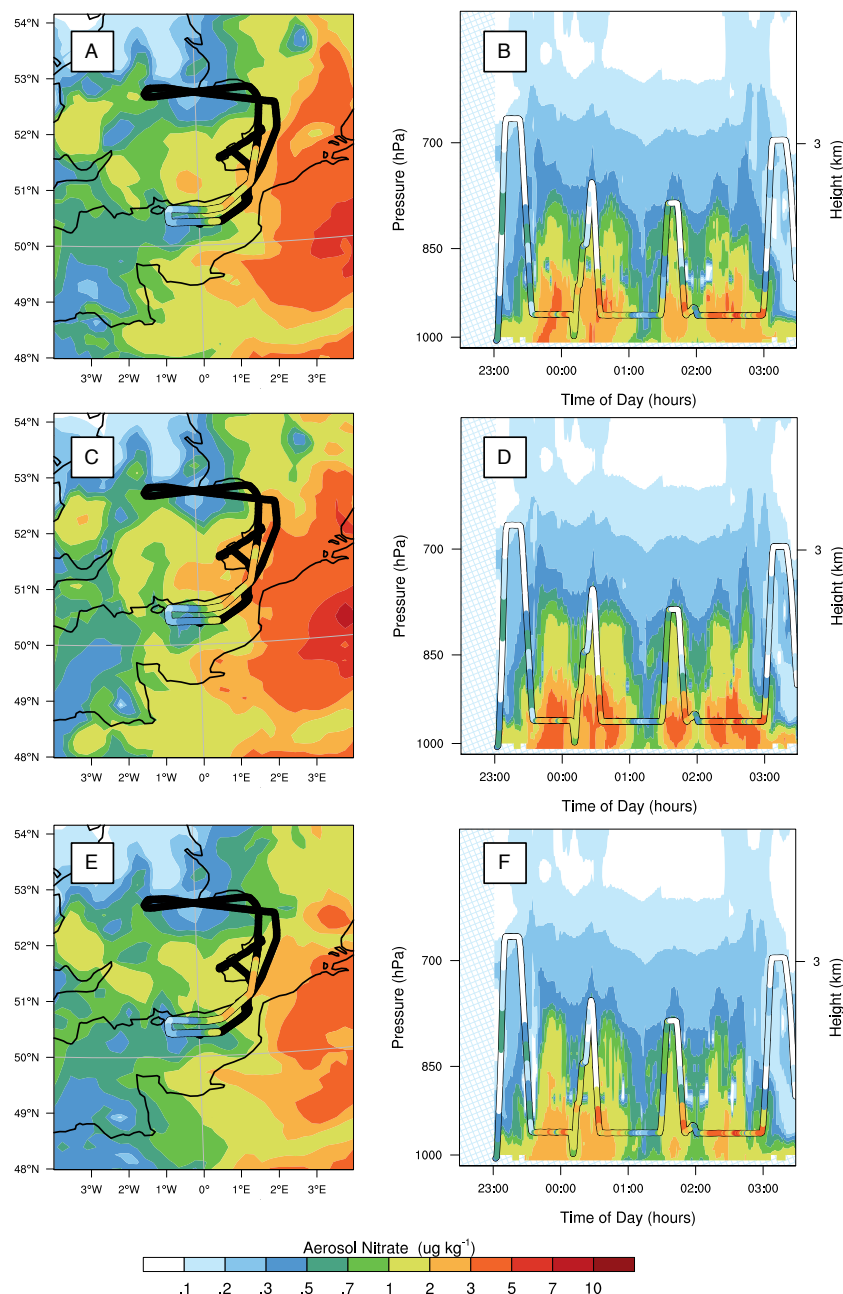 A
54°N
53°N
52°N
51°N
50°N
49°N
48°N
3°W 2°W 1°W 0° 1°E 2°E 3°E
B
Pressure (hPa)
700
850
1000
3
Height (km)
23:00 00:00 01:00 02:00 03:00
TIme of Day (hours)
C
54°N
53°N
52°N
51°N
50°N
49°N
48°N
3°W 2°W 1°W 0° 1°E 2°E 3°E
D
Pressure (hPa)
700
850
1000
3
Height (km)
23:00 00:00 01:00 02:00 03:00
Time of Day (hours)
E
54°N
53°N
52°N
51°N
50°N
49°N
48°N
3°W 2°W 1°W 0° 1°E 2°E 3°E
F
Pressure (hPa)
700
850
1000
3
Height (km)
23:00 00:00 01:00 02:00 03:00
Time of Day (hours)
Aerosol Nitrate (ug kg⁻¹)
.1 .2 .3 .5 .7 1 2 3 5 7 10